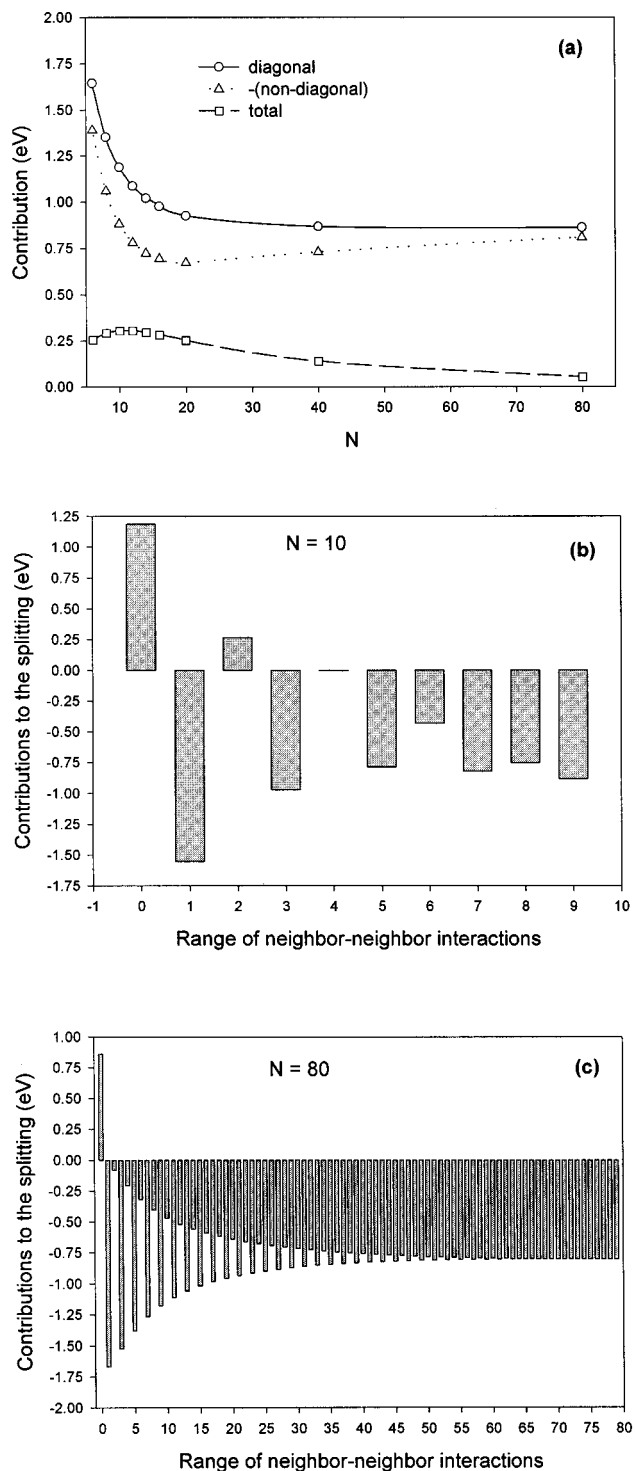 2.00
(a)
1.75
diagonal
1.50
-(non-diagonal)
total
1.25
1.00
0.75
0.50
0.25
0.00
Contribution (eV)
10 20 30 40 50 60 70 80
N
1.25
N = 10
(b)
1.00
0.75
0.50
0.25
0.00
-0.25
-0.50
-0.75
-1.00
-1.25
-1.50
-1.75
Contributions to the splitting (eV)
-1 0 1 2 3 4 5 6 7 8 9 10
Range of neighbor-neighbor interactions
1.00
N = 80
(c)
0.75
0.50
0.25
0.00
-0.25
-0.50
-0.75
-1.00
-1.25
-1.50
-1.75
-2.00
Contributions to the splitting (eV)
0 5 10 15 20 25 30 35 40 45 50 55 60 65 70 75 80
Range of neighbor-neighbor interactions